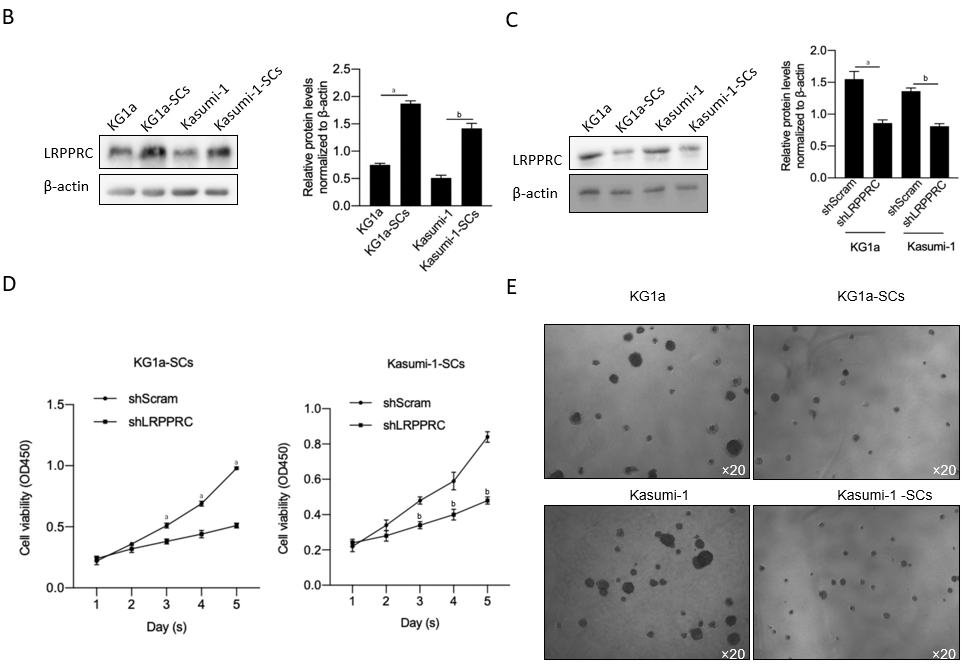 B
KG1a
KG1a-SCs
Kasumi-1
Kasumi-1-SCs
LRPPRC
β-actin
Relative protein levels
normalized to β-actin
2.5
2.0
1.5
1.0
0.5
0.0
a
b
KG1a
KG1a-SCs
Kasumi-1
Kasumi-1-SCs
C
KG1a
KG1a-SCs
Kasumi-1
Kasumi-1-SCs
LRPPRC
β-actin
Relative protein levels
normalized to β-actin
2.0
1.5
1.0
0.5
0.0
a
b
shScram
shLRPPRC
shScram
shLRPPRC
KG1a
Kasumi-1
D
KG1a-SCs
shScram
shLRPPRC
Cell viability (OD450)
1.5
1.0
0.5
0.0
a
a
a
1 2 3 4 5
Day (s)
Kasumi-1-SCs
shScram
shLRPPRC
Cell viability (OD450)
1.0
0.8
0.6
0.4
0.2
0.0
b
b
b
1 2 3 4 5
Day (s)
E
KG1a
KG1a-SCs
×20
×20
Kasumi-1
Kasumi-1 -SCs
×20
×20